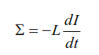 Σ = -L dI/dt